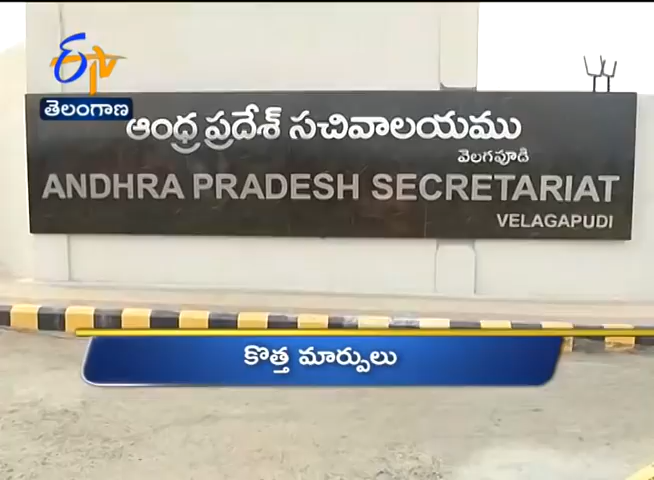 etv
తెలంగాణ
ఆంధ్ర ప్రదేశ్ సచివాలయము
వెలగపూడి
ANDHRA PRADESH SECRETARIAT
VELAGAPUDI
కొత్త మార్పులు